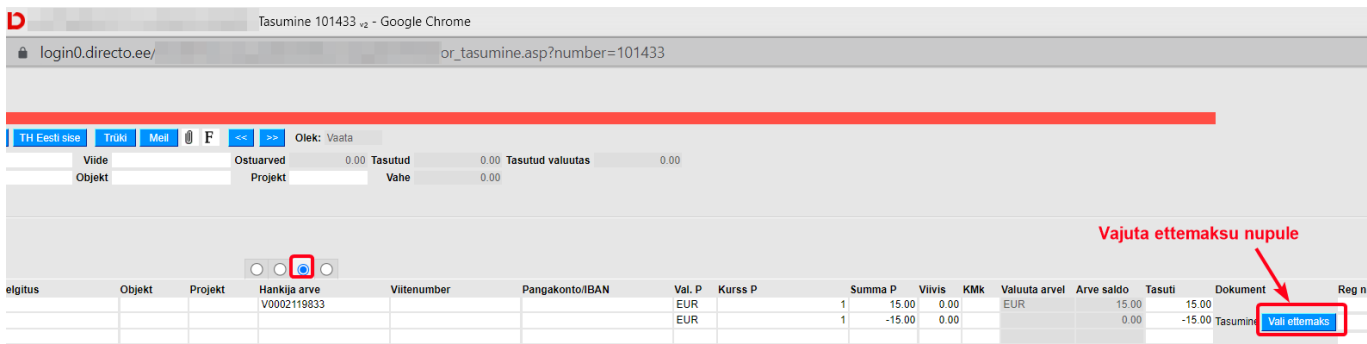 Tasumine 101433 v2 - Google Chrome
login0.directo.ee/ or_tasumine.asp?number=101433
TH Eesti sise Trüki Meil F << >> Olek: Vaata
Viide Ostuarved 0.00 Tasutud 0.00 Tasutud valuutas 0.00
Objekt Projekt Vahe 0.00
Vajuta ettemaksu nupule
elgitus Objekt Projekt Hankija arve Viitenumber Pangakonto/IBAN Val. P Kurss P Summa P Viivis KMk Valuuta arvel Arve saldo Tasuti Dokument Reg n
V0002119833 EUR 1 15.00 0.00 EUR 15.00 15.00
EUR 1 -15.00 0.00 0.00 -15.00 Tasumine Vali ettemaks